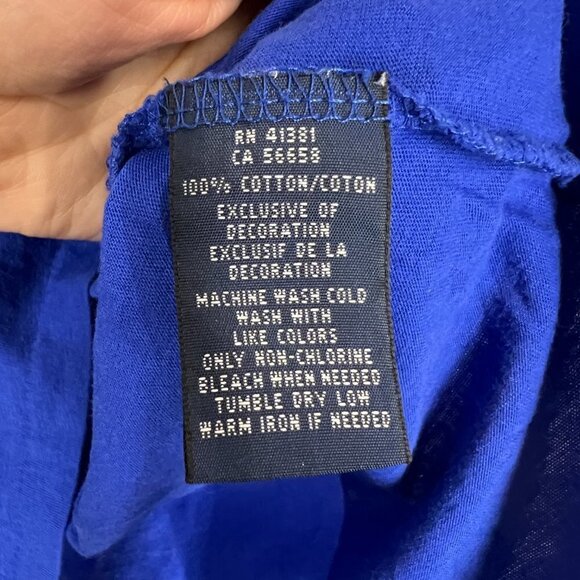 RN 41381
CA 56658
100% COTTON/COTON
EXCLUSIVE OF
DECORATION
EXCLUSIF DE LA
DECORATION
MACHINE WASH COLD
WASH WITH
LIKE COLORS
ONLY NON-CHLORINE
BLEACH WHEN NEEDED
TUMBLE DRY LOW
WARM IRON IF NEEDED